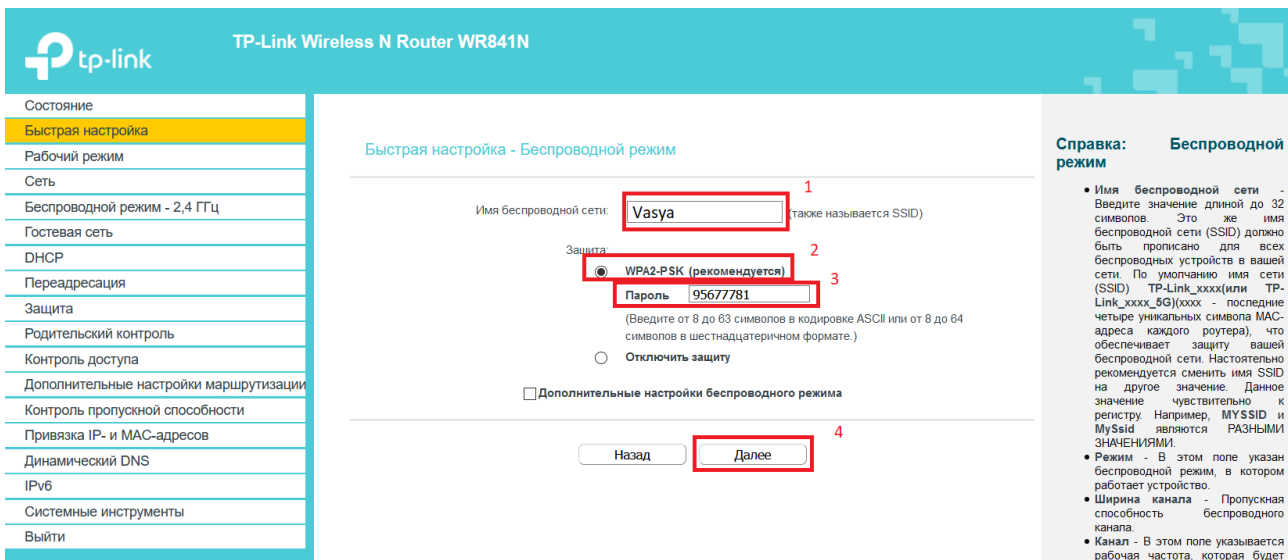 tp-link
TP-Link Wireless N Router WR841N
Состояние
Быстрая настройка
Рабочий режим
Сеть
Беспроводной режим - 2,4 ГГц
Гостевая сеть
DHCP
Переадресация
Защита
Родительский контроль
Контроль доступа
Дополнительные настройки маршрутизации
Контроль пропускной способности
Привязка IP- и MAC-адресов
Динамический DNS
IPv6
Системные инструменты
Выйти
Быстрая настройка - Беспроводной режим
1
Имя беспроводной сети: Vasya (также называется SSID)
Защита:
2
WPA2-PSK (рекомендуется)
3
Пароль 95677781
(Введите от 8 до 63 символов в кодировке ASCII или от 8 до 64
символов в шестнадцатеричном формате.)
Отключить защиту
Дополнительные настройки беспроводного режима
4
Назад Далее
Справка: Беспроводной
режим
• Имя беспроводной сети -
Введите значение длиной до 32
символов. Это же имя
беспроводной сети (SSID) должно
быть прописано для всех
беспроводных устройств в вашей
сети. По умолчанию имя сети
(SSID) TP-Link_xxxx(или TP-
Link_xxxx_5G)(xxxx - последние
четыре уникальных символа MAC-
адреса каждого роутера), что
обеспечивает защиту вашей
беспроводной сети. Настоятельно
рекомендуется сменить имя SSID
на другое значение. Данное
значение чувствительно к
регистру. Например, MYSSID и
MySsid являются РАЗНЫМИ
ЗНАЧЕНИЯМИ.
• Режим - В этом поле указан
беспроводной режим, в котором
работает устройство.
• Ширина канала - Пропускная
способность беспроводного
канала.
• Канал - В этом поле указывается
рабочая частота, которая будет